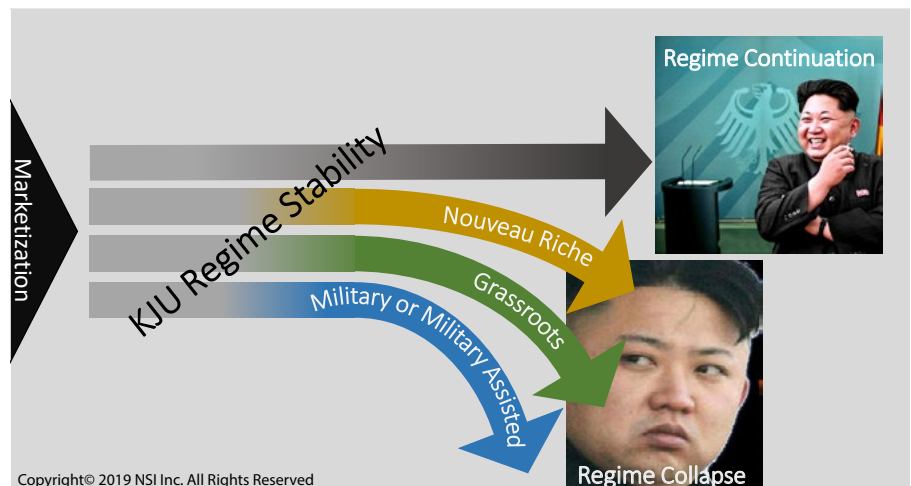 Regime Continuation
Marketization
KJU Regime Stability
Nouveau Riche
Grassroots
Military or Military Assisted
Regime Collapse
Copyright© 2019 NSI Inc. All Rights Reserved